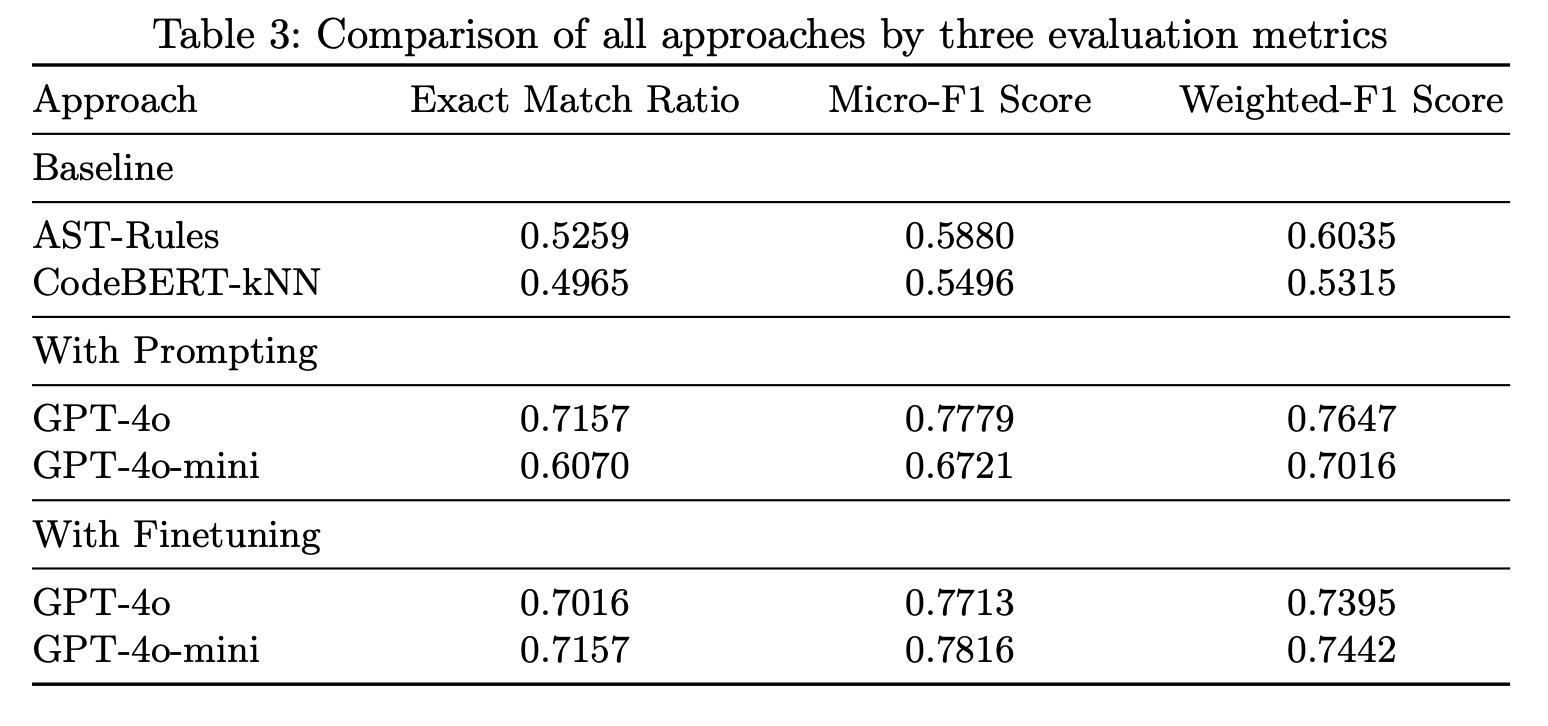 Table 3: Comparison of all approaches by three evaluation metrics
Approach Exact Match Ratio Micro-F1 Score Weighted-F1 Score
Baseline
AST-Rules 0.5259 0.5880 0.6035
CodeBERT-kNN 0.4965 0.5496 0.5315
With Prompting
GPT-4o 0.7157 0.7779 0.7647
GPT-4o-mini 0.6070 0.6721 0.7016
With Finetuning
GPT-4o 0.7016 0.7713 0.7395
GPT-4o-mini 0.7157 0.7816 0.7442